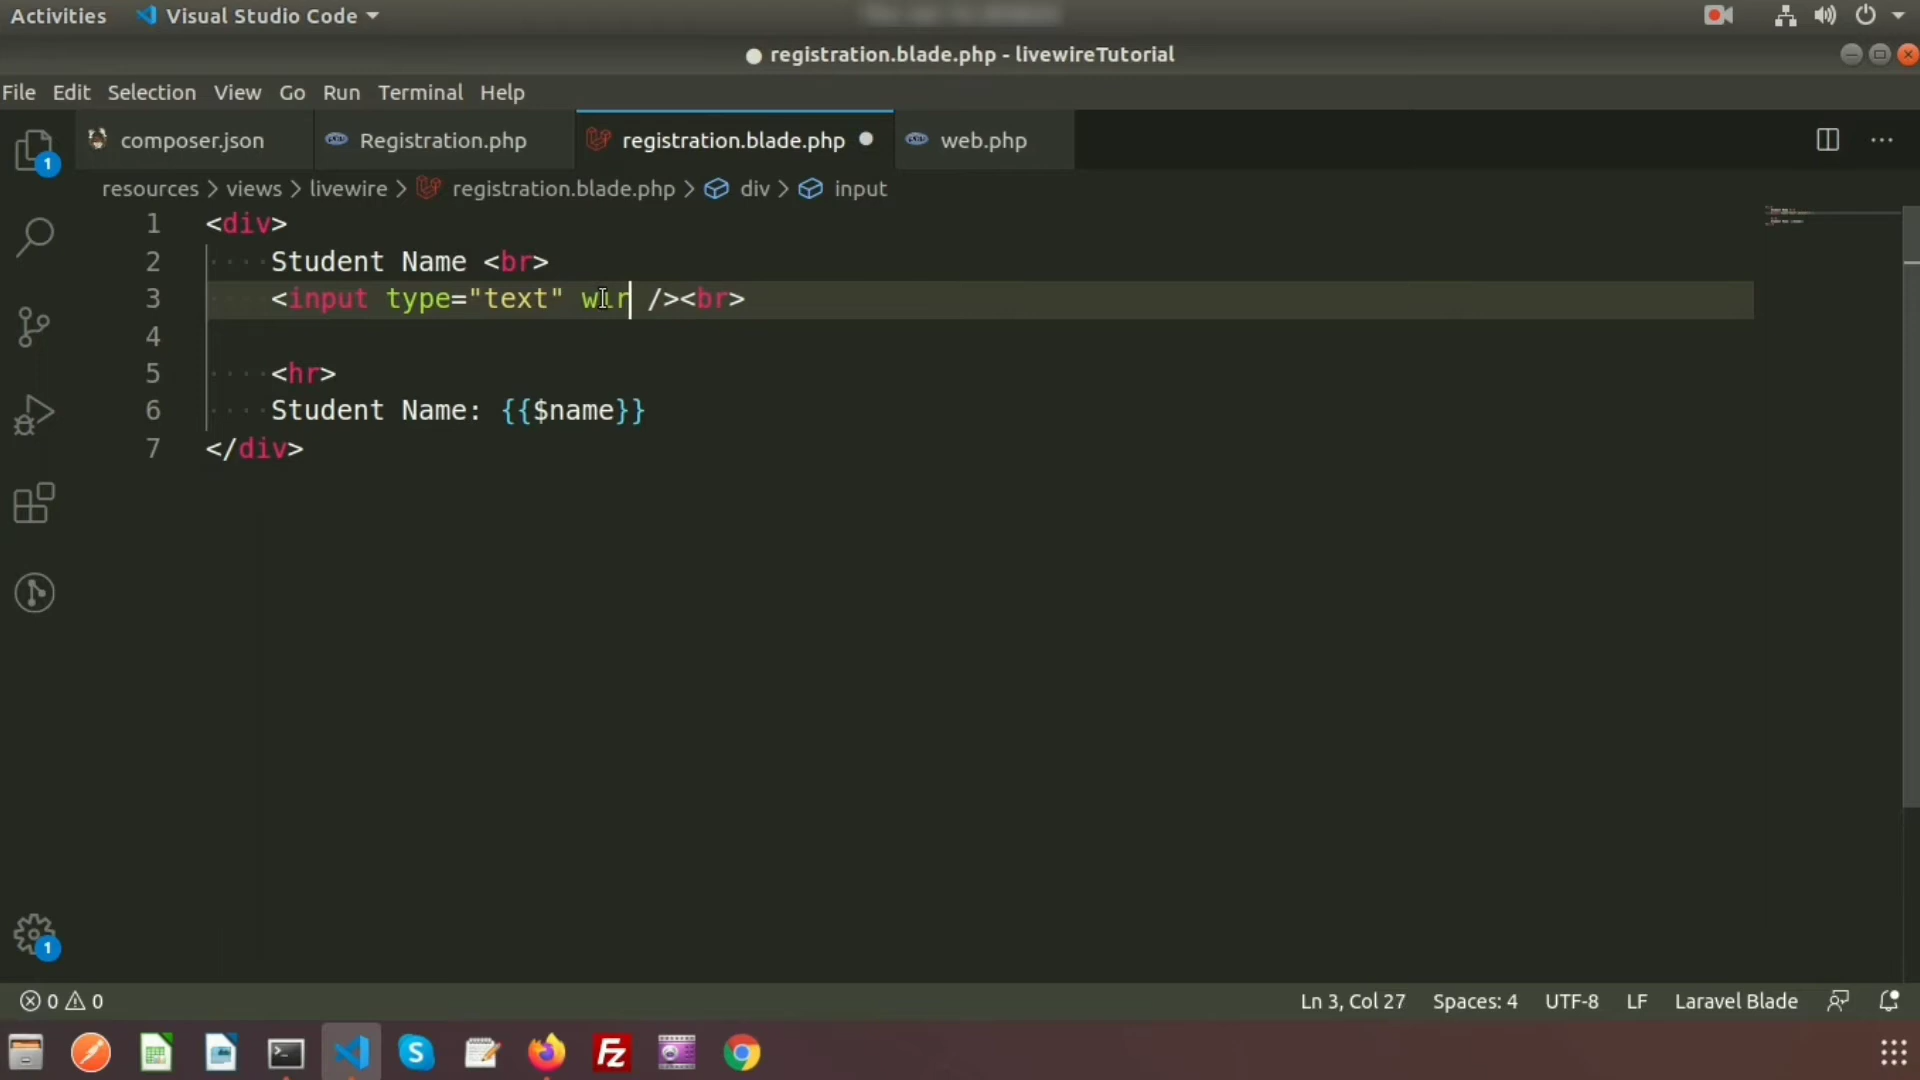 Activities Visual Studio Code
registration.blade.php - livewireTutorial
File Edit Selection View Go Run Terminal Help
composer.json Registration.php registration.blade.php web.php
resources > views > livewire > registration.blade.php > div > input
1 <div>
2 Student Name <br>
3 <input type="text" wir /><br>
4
5 <hr>
6 Student Name: {{$name}}
7 </div>
0 0 Ln 3, Col 27 Spaces: 4 UTF-8 LF Laravel Blade
1
1
S
Fz